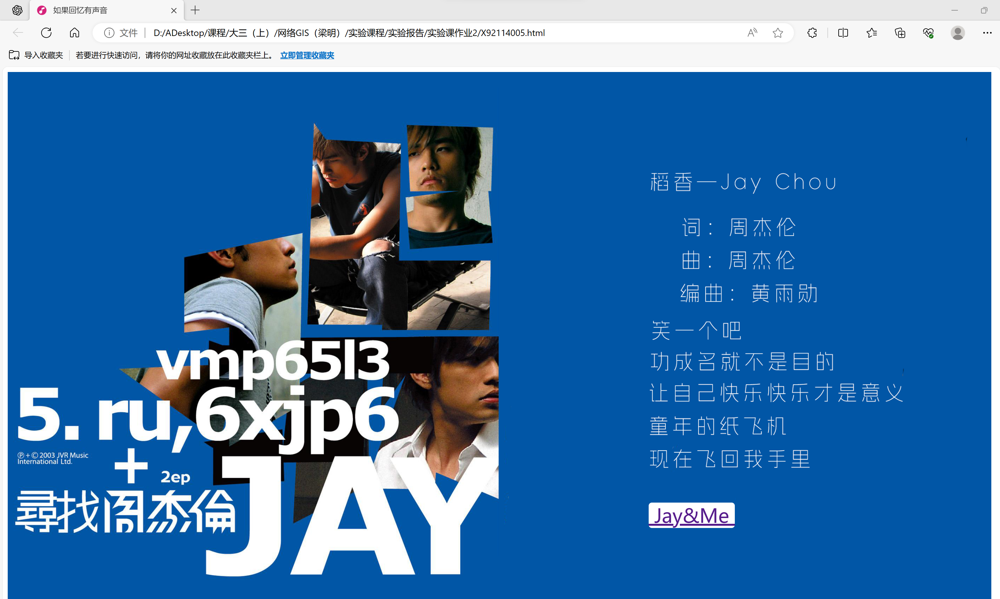 如果回忆有声音
文件
D:/ADesktop/课程/大三（上）/网络GIS（梁明）/实验课程/实验报告/实验课作业2/X92114005.html
导入收藏夹
若要进行快速访问，请将你的网址收藏放在此收藏夹栏上。
立即管理收藏夹
vmp65l3
5. ru,6xjp6
Ⓟ+Ⓒ 2003 JVR Music
International Ltd.
+
2ep
尋找周杰倫
JAY
稻香—Jay Chou
词：周杰伦
曲：周杰伦
编曲：黄雨勋
笑一个吧
功成名就不是目的
让自己快乐快乐才是意义
童年的纸飞机
现在飞回我手里
Jay&Me